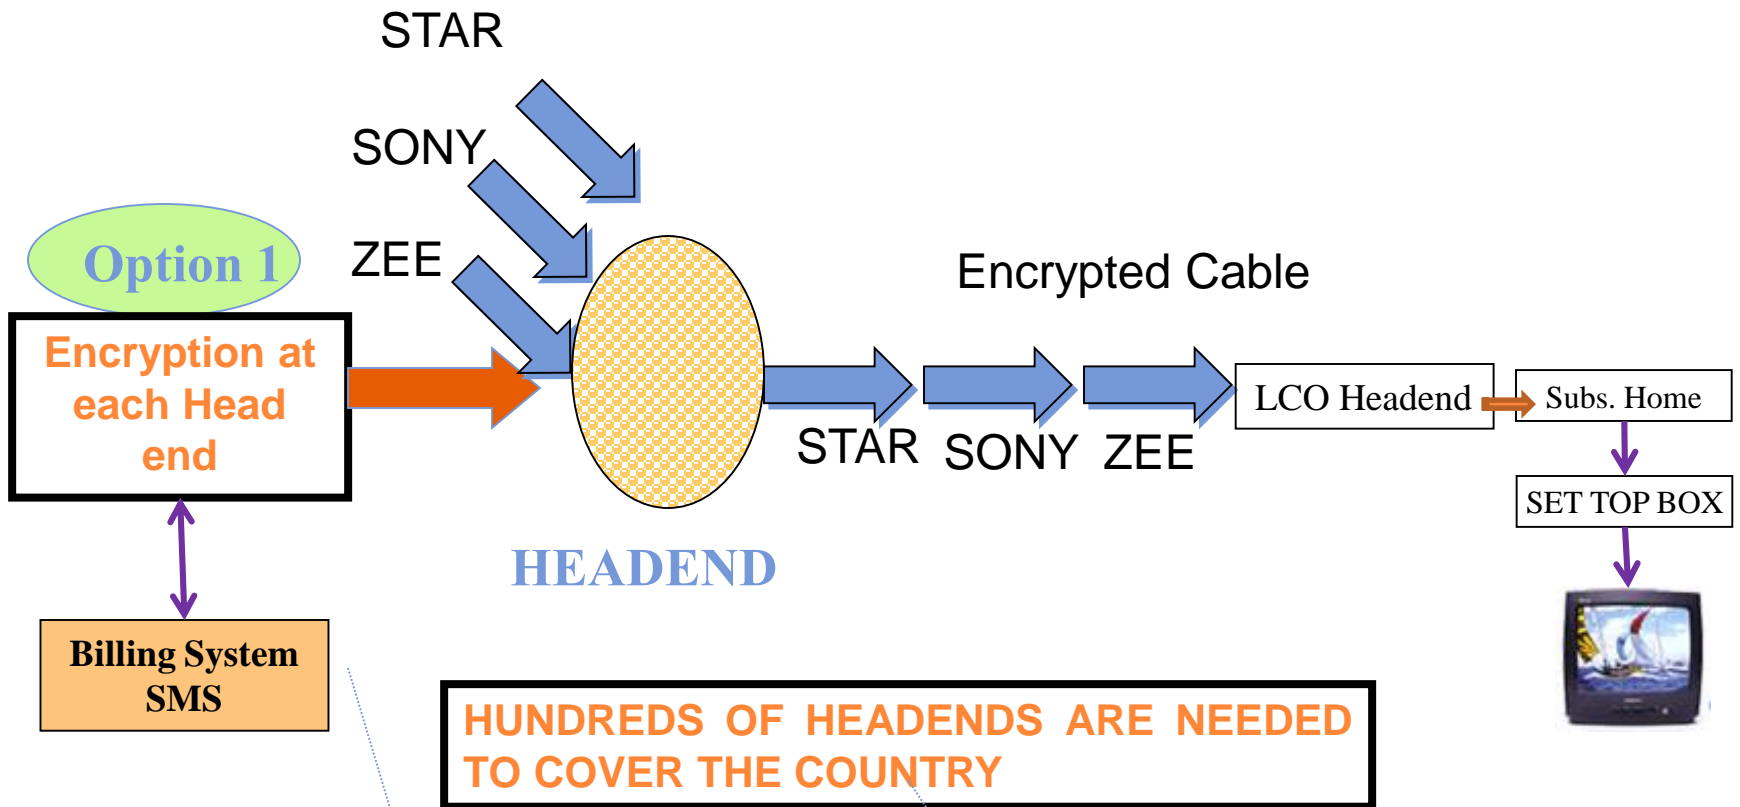 STAR
SONY
ZEE
Option 1
Encryption at
each Head
end
Encrypted Cable
LCO Headend
Subs. Home
STAR
SONY
ZEE
SET TOP BOX
HEADEND
Billing System
SMS
HUNDREDS OF HEADENDS ARE NEEDED
TO COVER THE COUNTRY